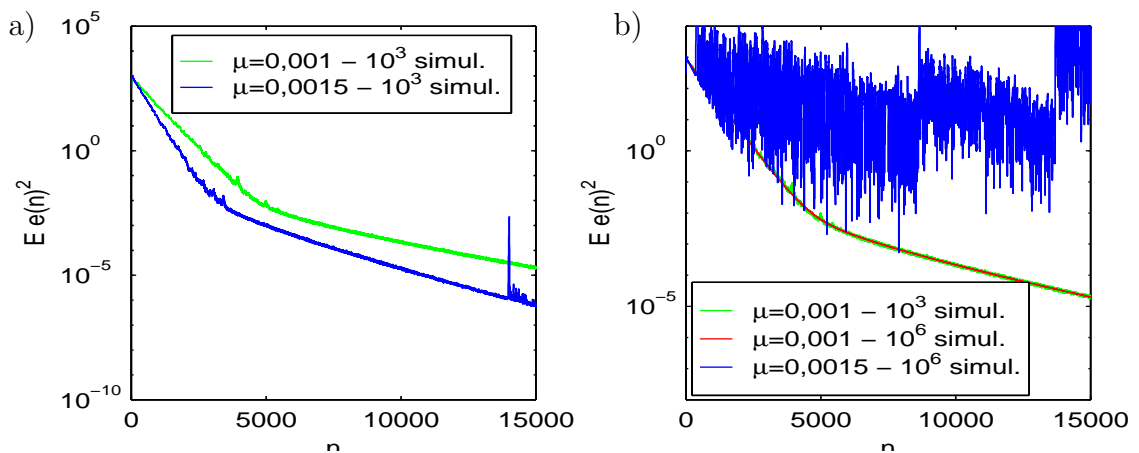 a)
10^5
10^0
10^−5
10^−10
E e(n)^2
μ=0,001 − 10^3 simul.
μ=0,0015 − 10^3 simul.
0 5000 10000 15000
n
b)
10^0
10^−5
E e(n)^2
μ=0,001 − 10^3 simul.
μ=0,001 − 10^6 simul.
μ=0,0015 − 10^6 simul.
0 5000 10000 15000
n